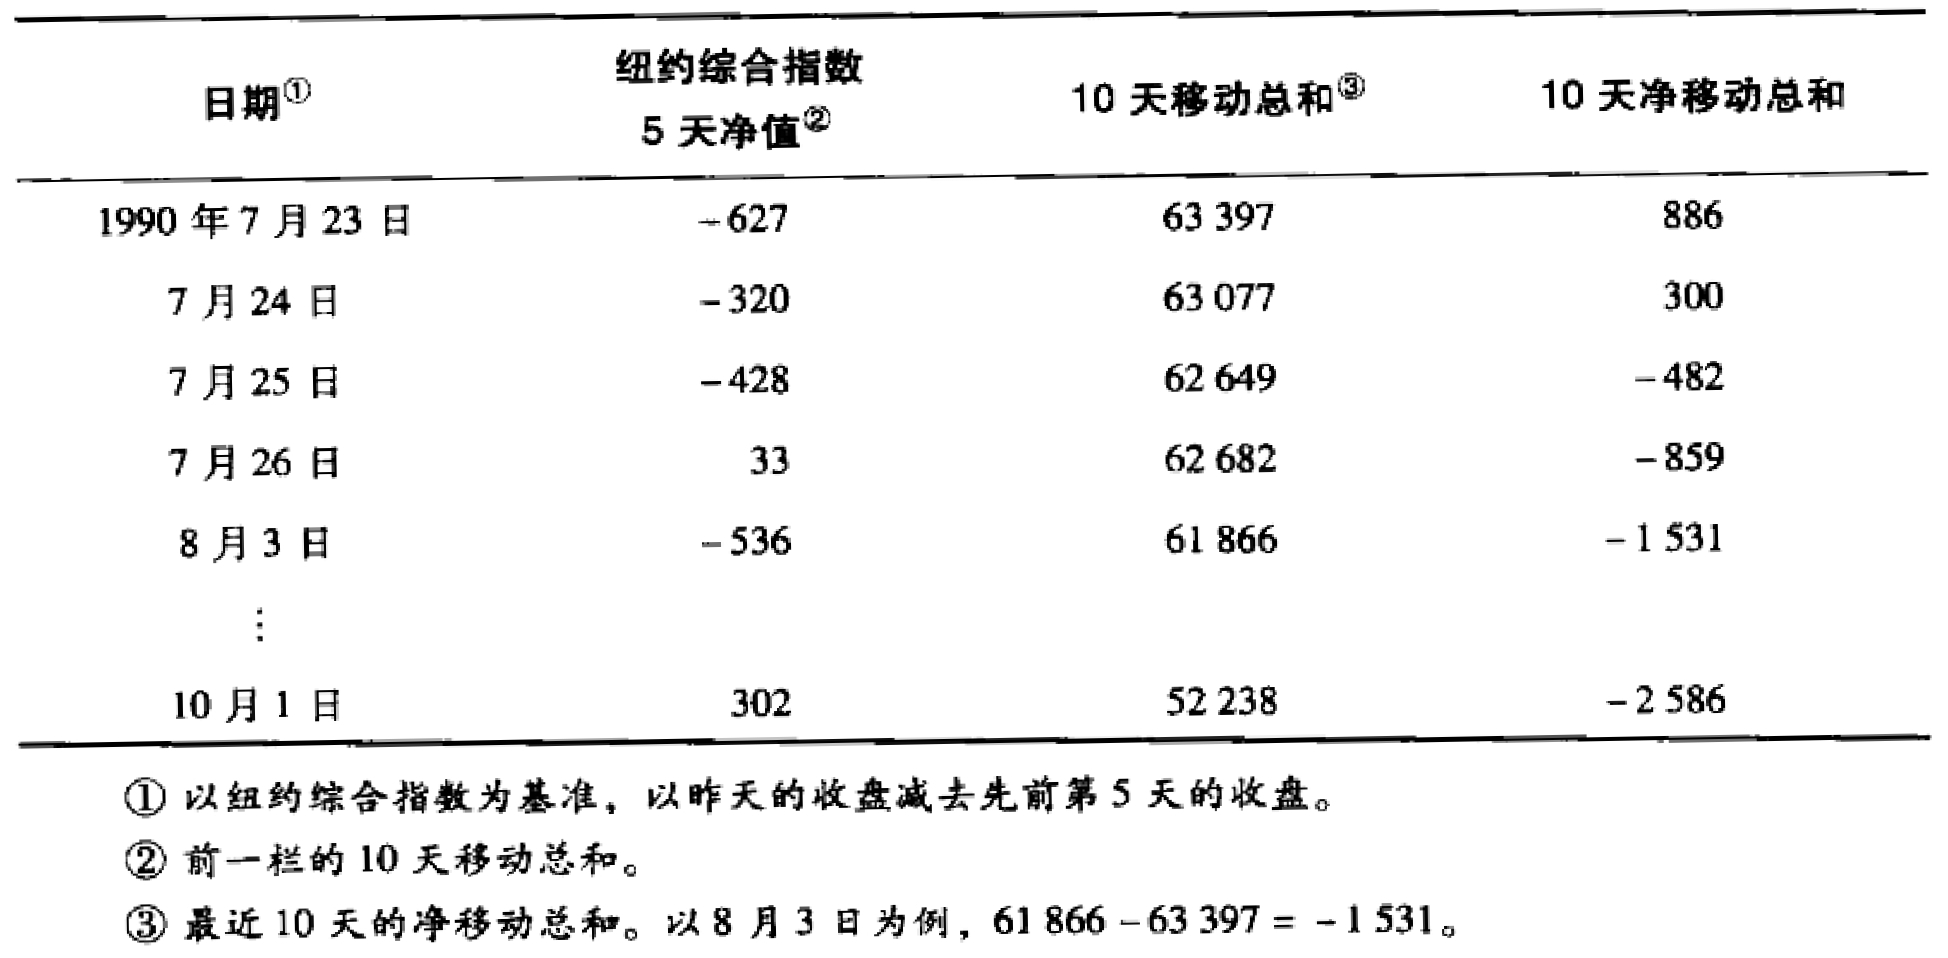 日期① 纽约综合指数 5 天净值② 10 天移动总和③ 10 天净移动总和
1990 年 7 月 23 日 -627 63 397 886
7 月 24 日 -320 63 077 300
7 月 25 日 -428 62 649 -482
7 月 26 日 33 62 682 -859
8 月 3 日 -536 61 866 -1 531
⋮
10 月 1 日 302 52 238 -2 586
① 以纽约综合指数为基准，以昨天的收盘减去先前第 5 天的收盘。
② 前一栏的 10 天移动总和。
③ 最近 10 天的净移动总和。以 8 月 3 日为例，61 866 - 63 397 = -1 531。